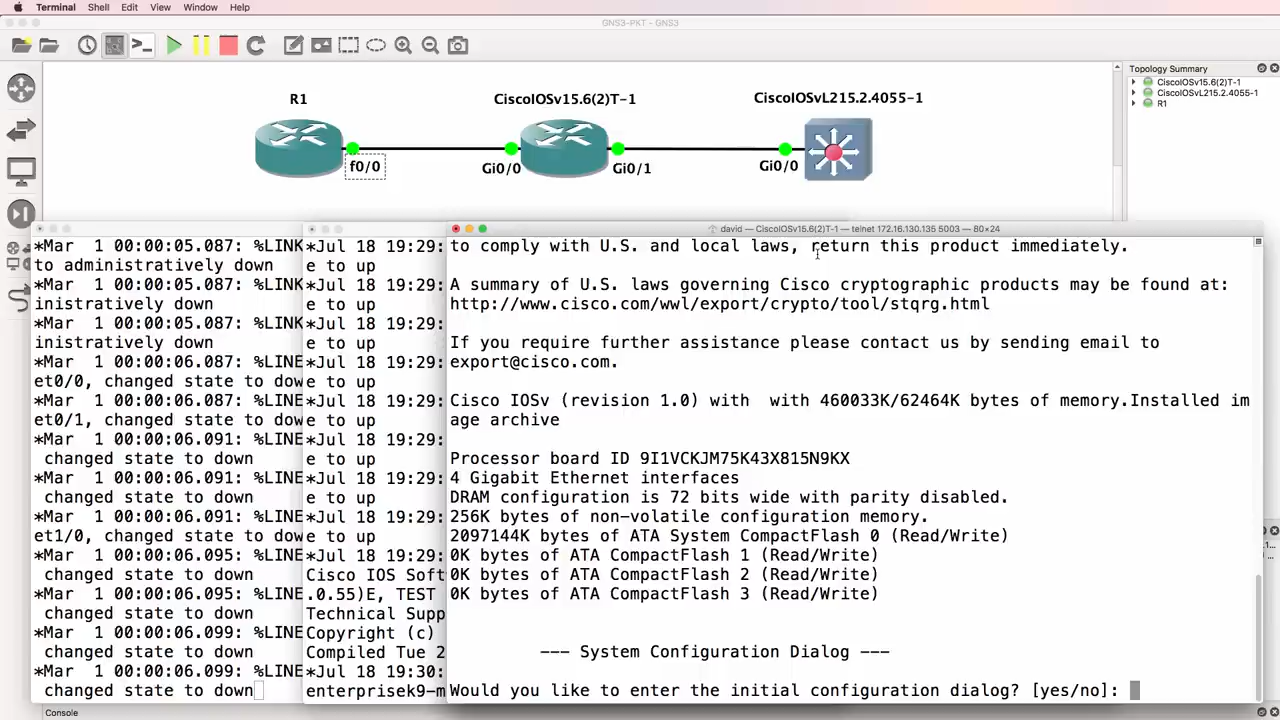 Terminal Shell Edit View Window Help
GNS3-PKT - GNS3
Topology Summary
CiscoIOSv15.6(2)T-1
CiscoIOSvL215.2.4055-1
R1
R1
CiscoIOSv15.6(2)T-1
CiscoIOSvL215.2.4055-1
f0/0
Gi0/0
Gi0/1
Gi0/0
*Mar  1 00:00:05.087: %LINK
to administratively down
*Mar  1 00:00:05.087: %LINK
inistratively down
*Mar  1 00:00:05.087: %LINK
inistratively down
*Mar  1 00:00:06.087: %LINE
et0/0, changed state to dow
*Mar  1 00:00:06.087: %LINE
et0/1, changed state to dow
*Mar  1 00:00:06.091: %LINE
changed state to down
*Mar  1 00:00:06.091: %LINE
changed state to down
*Mar  1 00:00:06.091: %LINE
et1/0, changed state to dow
*Mar  1 00:00:06.095: %LINE
changed state to down
*Mar  1 00:00:06.095: %LINE
changed state to down
*Mar  1 00:00:06.099: %LINE
changed state to down
*Mar  1 00:00:06.099: %LINE
changed state to down
*Jul 18 19:29:
e to up
*Jul 18 19:29:
e to up
*Jul 18 19:29:
e to up
*Jul 18 19:29:
e to up
*Jul 18 19:29:
e to up
*Jul 18 19:29:
e to up
*Jul 18 19:29:
e to up
*Jul 18 19:29:
e to up
*Jul 18 19:29:
Cisco IOS Soft
.0.55)E, TEST
Technical Supp
Copyright (c)
Compiled Tue 2
*Jul 18 19:30:
enterprisek9-m
david — CiscoIOSv15.6(2)T-1 — telnet 172.16.130.135 5003 — 80×24
to comply with U.S. and local laws, return this product immediately.
A summary of U.S. laws governing Cisco cryptographic products may be found at:
http://www.cisco.com/wwl/export/crypto/tool/stqrg.html
If you require further assistance please contact us by sending email to
export@cisco.com.
Cisco IOSv (revision 1.0) with  with 460033K/62464K bytes of memory.Installed im
age archive
Processor board ID 9I1VCKJM75K43X815N9KX
4 Gigabit Ethernet interfaces
DRAM configuration is 72 bits wide with parity disabled.
256K bytes of non-volatile configuration memory.
2097144K bytes of ATA System CompactFlash 0 (Read/Write)
0K bytes of ATA CompactFlash 1 (Read/Write)
0K bytes of ATA CompactFlash 2 (Read/Write)
0K bytes of ATA CompactFlash 3 (Read/Write)
--- System Configuration Dialog ---
Would you like to enter the initial configuration dialog? [yes/no]:
Console